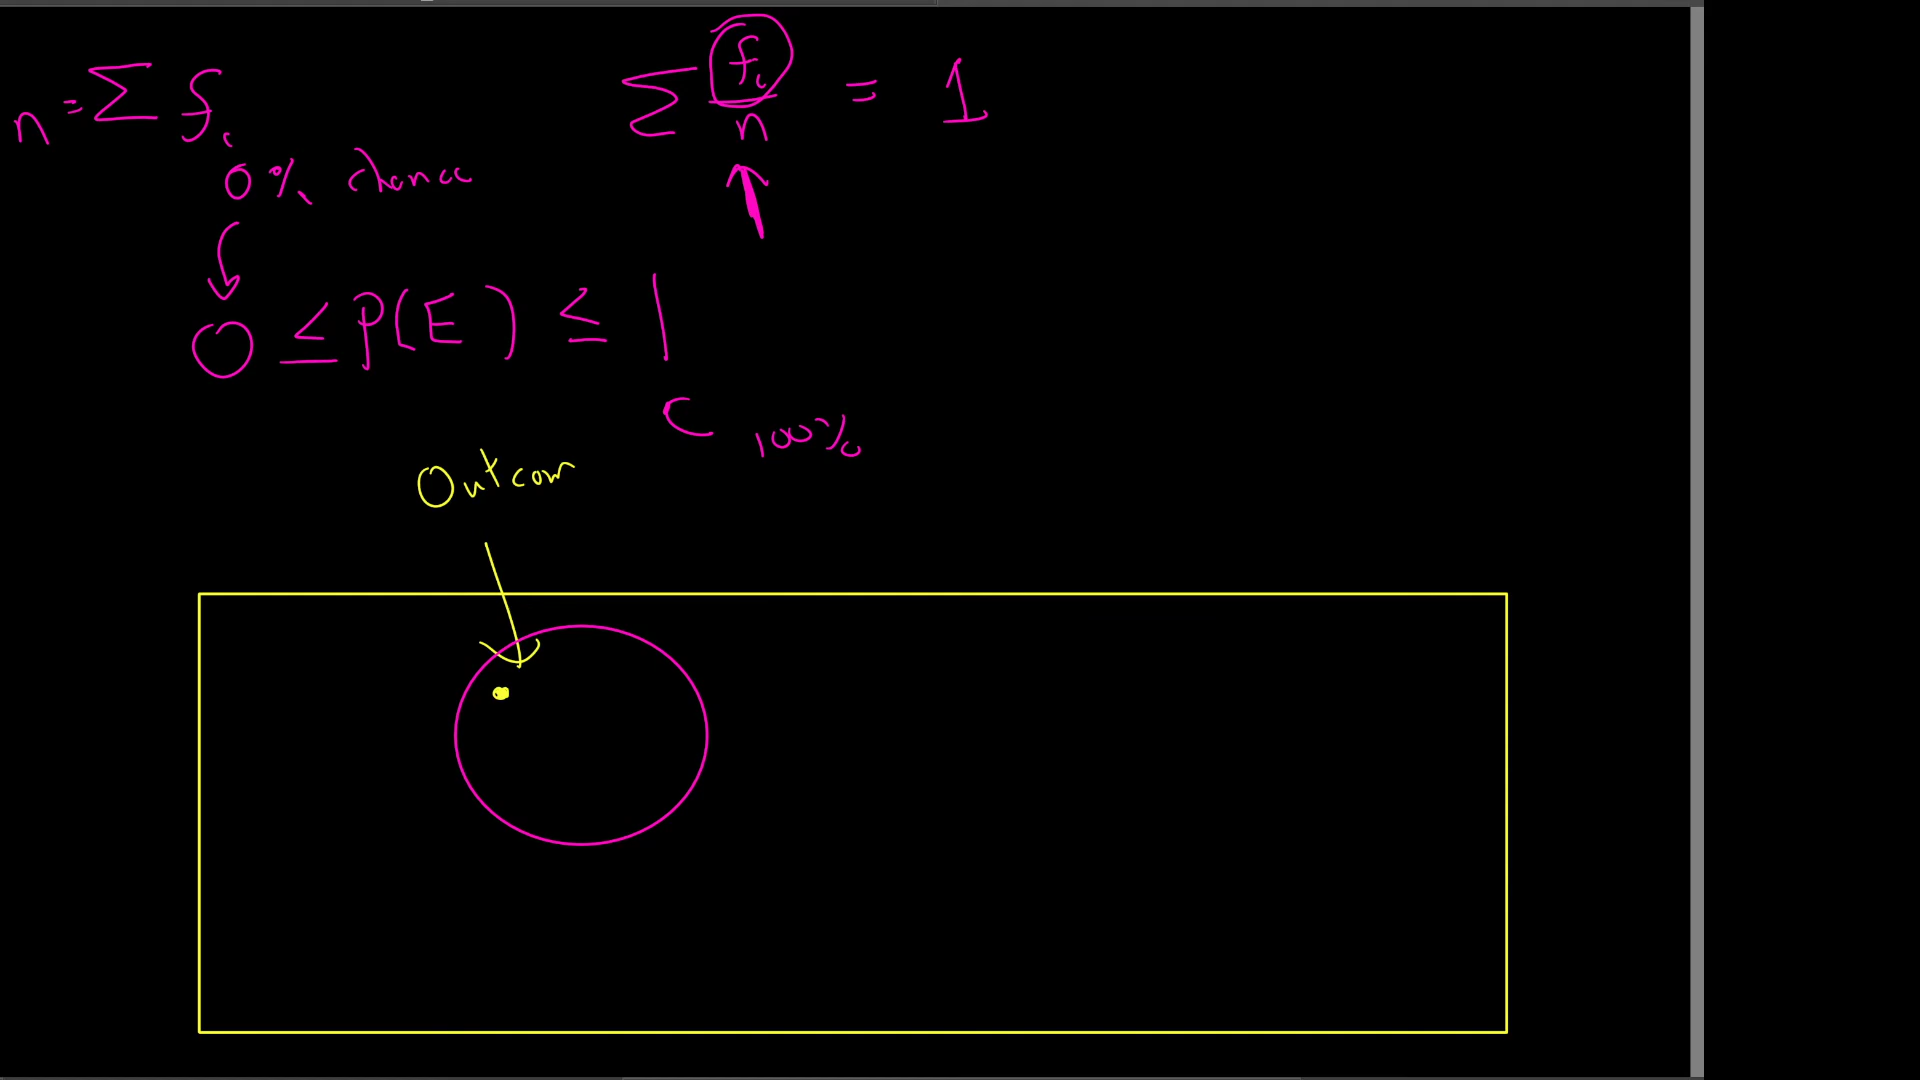 n = Σ fᵢ
Σ fᵢ/n = 1
0% chance
0 ≤ P(E) ≤ 1
100%
Outcom